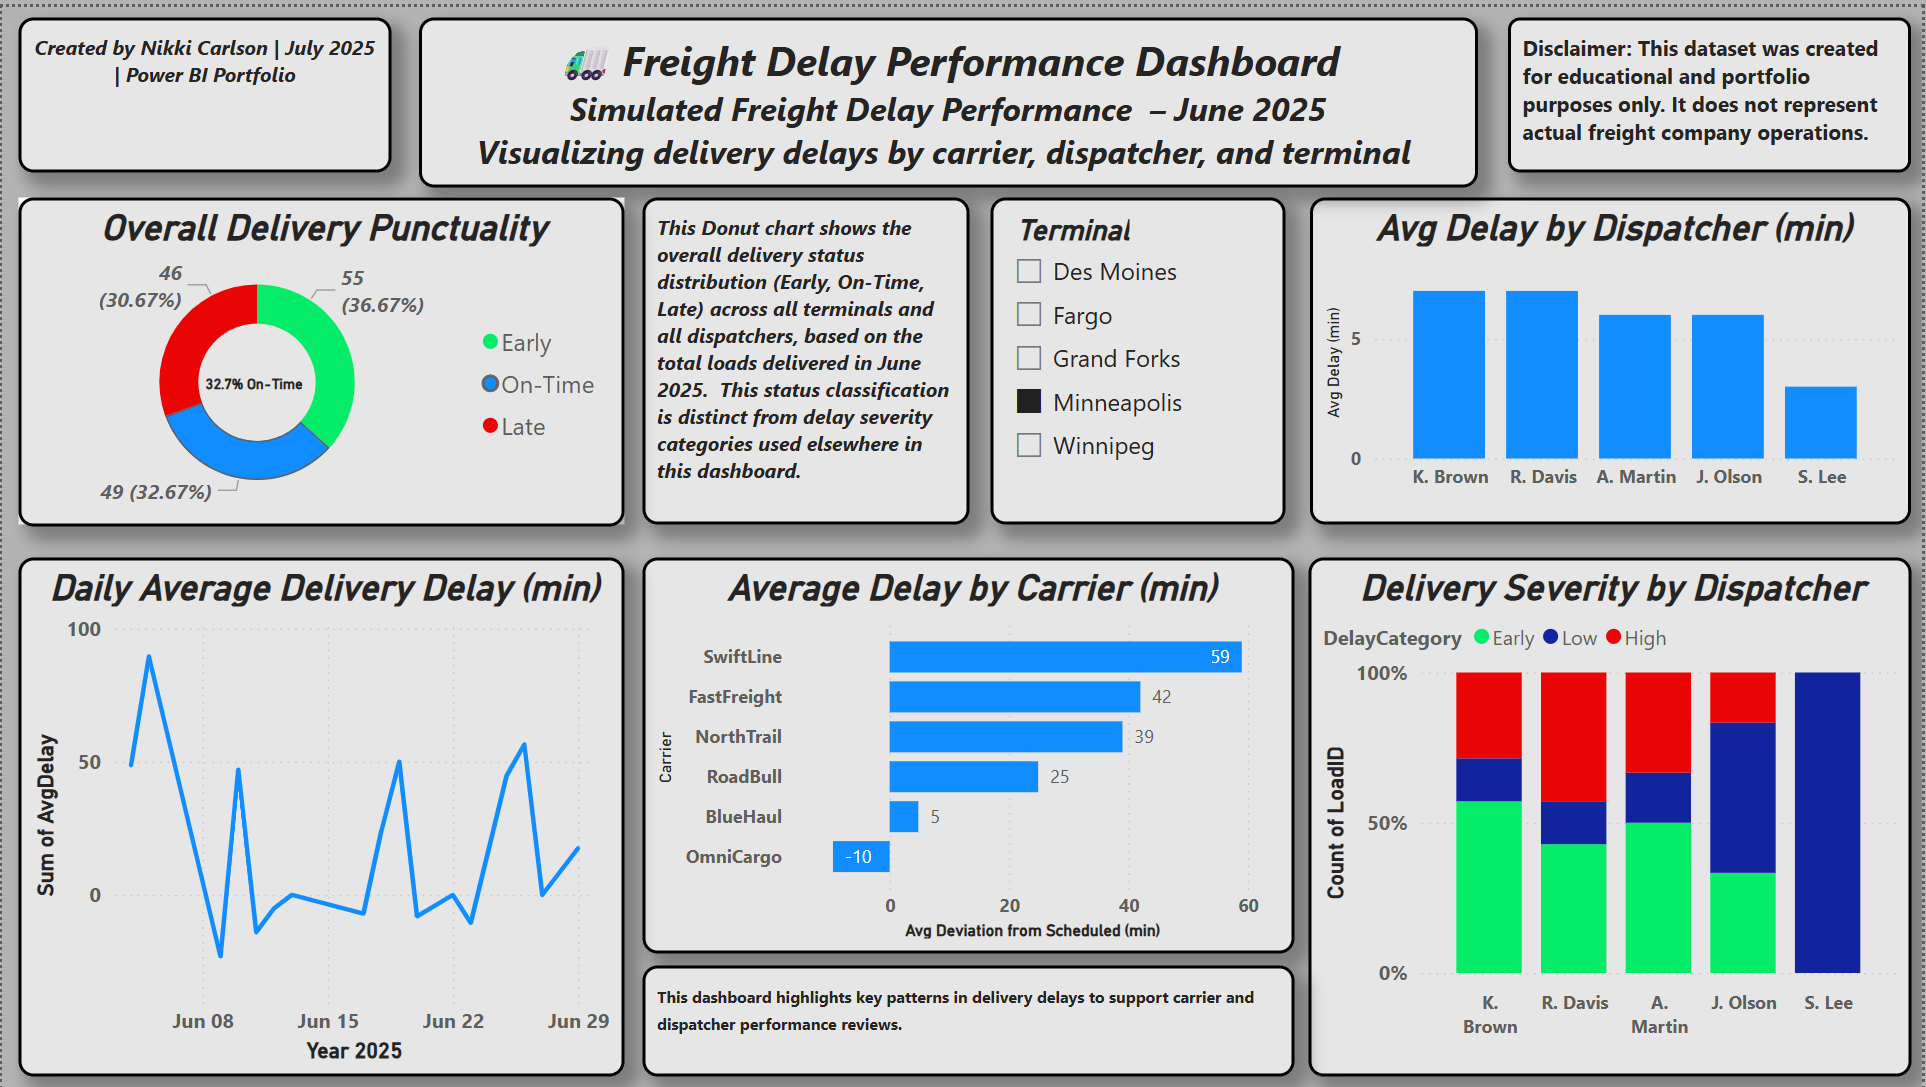 Created by Nikki Carlson | July 2025
| Power BI Portfolio
Freight Delay Performance Dashboard
Simulated Freight Delay Performance – June 2025
Visualizing delivery delays by carrier, dispatcher, and terminal
Disclaimer: This dataset was created
for educational and portfolio
purposes only. It does not represent
actual freight company operations.
Overall Delivery Punctuality
46
(30.67%)
55
(36.67%)
32.7% On-Time
49 (32.67%)
Early
On-Time
Late
This Donut chart shows the
overall delivery status
distribution (Early, On-Time,
Late) across all terminals and
all dispatchers, based on the
total loads delivered in June
2025. This status classification
is distinct from delay severity
categories used elsewhere in
this dashboard.
Terminal
Des Moines
Fargo
Grand Forks
Minneapolis
Winnipeg
Avg Delay by Dispatcher (min)
Avg Delay (min)
5
0
K. Brown
R. Davis
A. Martin
J. Olson
S. Lee
Daily Average Delivery Delay (min)
Sum of AvgDelay
100
50
0
Jun 08
Jun 15
Jun 22
Jun 29
Year 2025
Average Delay by Carrier (min)
Carrier
SwiftLine
59
FastFreight
42
NorthTrail
39
RoadBull
25
BlueHaul
5
OmniCargo
-10
0
20
40
60
Avg Deviation from Scheduled (min)
This dashboard highlights key patterns in delivery delays to support carrier and
dispatcher performance reviews.
Delivery Severity by Dispatcher
DelayCategory
Early
Low
High
Count of LoadID
100%
50%
0%
K.
Brown
R. Davis
A.
Martin
J. Olson
S. Lee